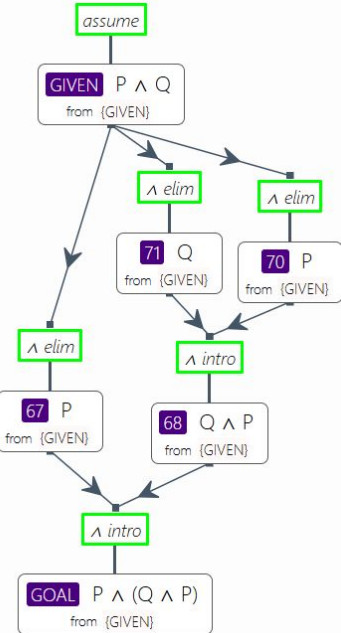 assume
GIVEN P ∧ Q
from {GIVEN}
∧ elim
∧ elim
71 Q
from {GIVEN}
70 P
from {GIVEN}
∧ elim
∧ intro
67 P
from {GIVEN}
68 Q ∧ P
from {GIVEN}
∧ intro
GOAL P ∧ (Q ∧ P)
from {GIVEN}